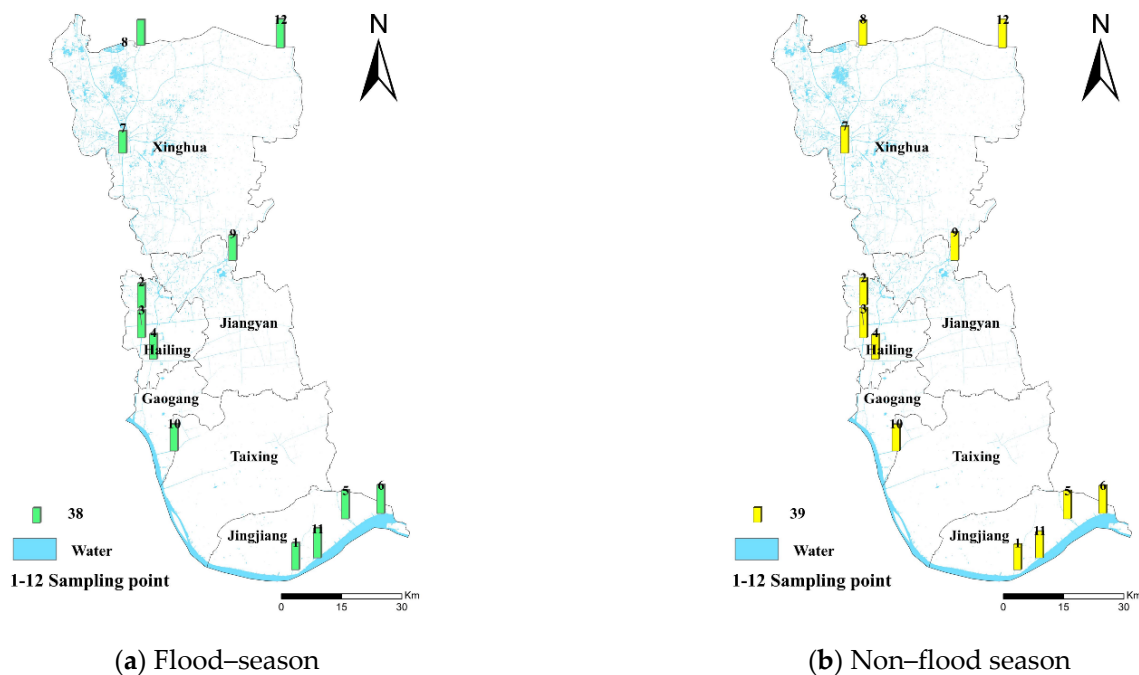 12
N
8
7
Xinghua
9
2
3
Jiangyan
4
Hailing
Gaogang
10
Taixing
5
6
38
11
Jingjiang
1
Water
1-12 Sampling point
Km
0 15 30
(a) Flood–season
8
12
N
7
Xinghua
9
2
3
Jiangyan
4
Hailing
Gaogang
10
Taixing
5
6
39
11
Jingjiang
1
Water
1-12 Sampling point
Km
0 15 30
(b) Non–flood season